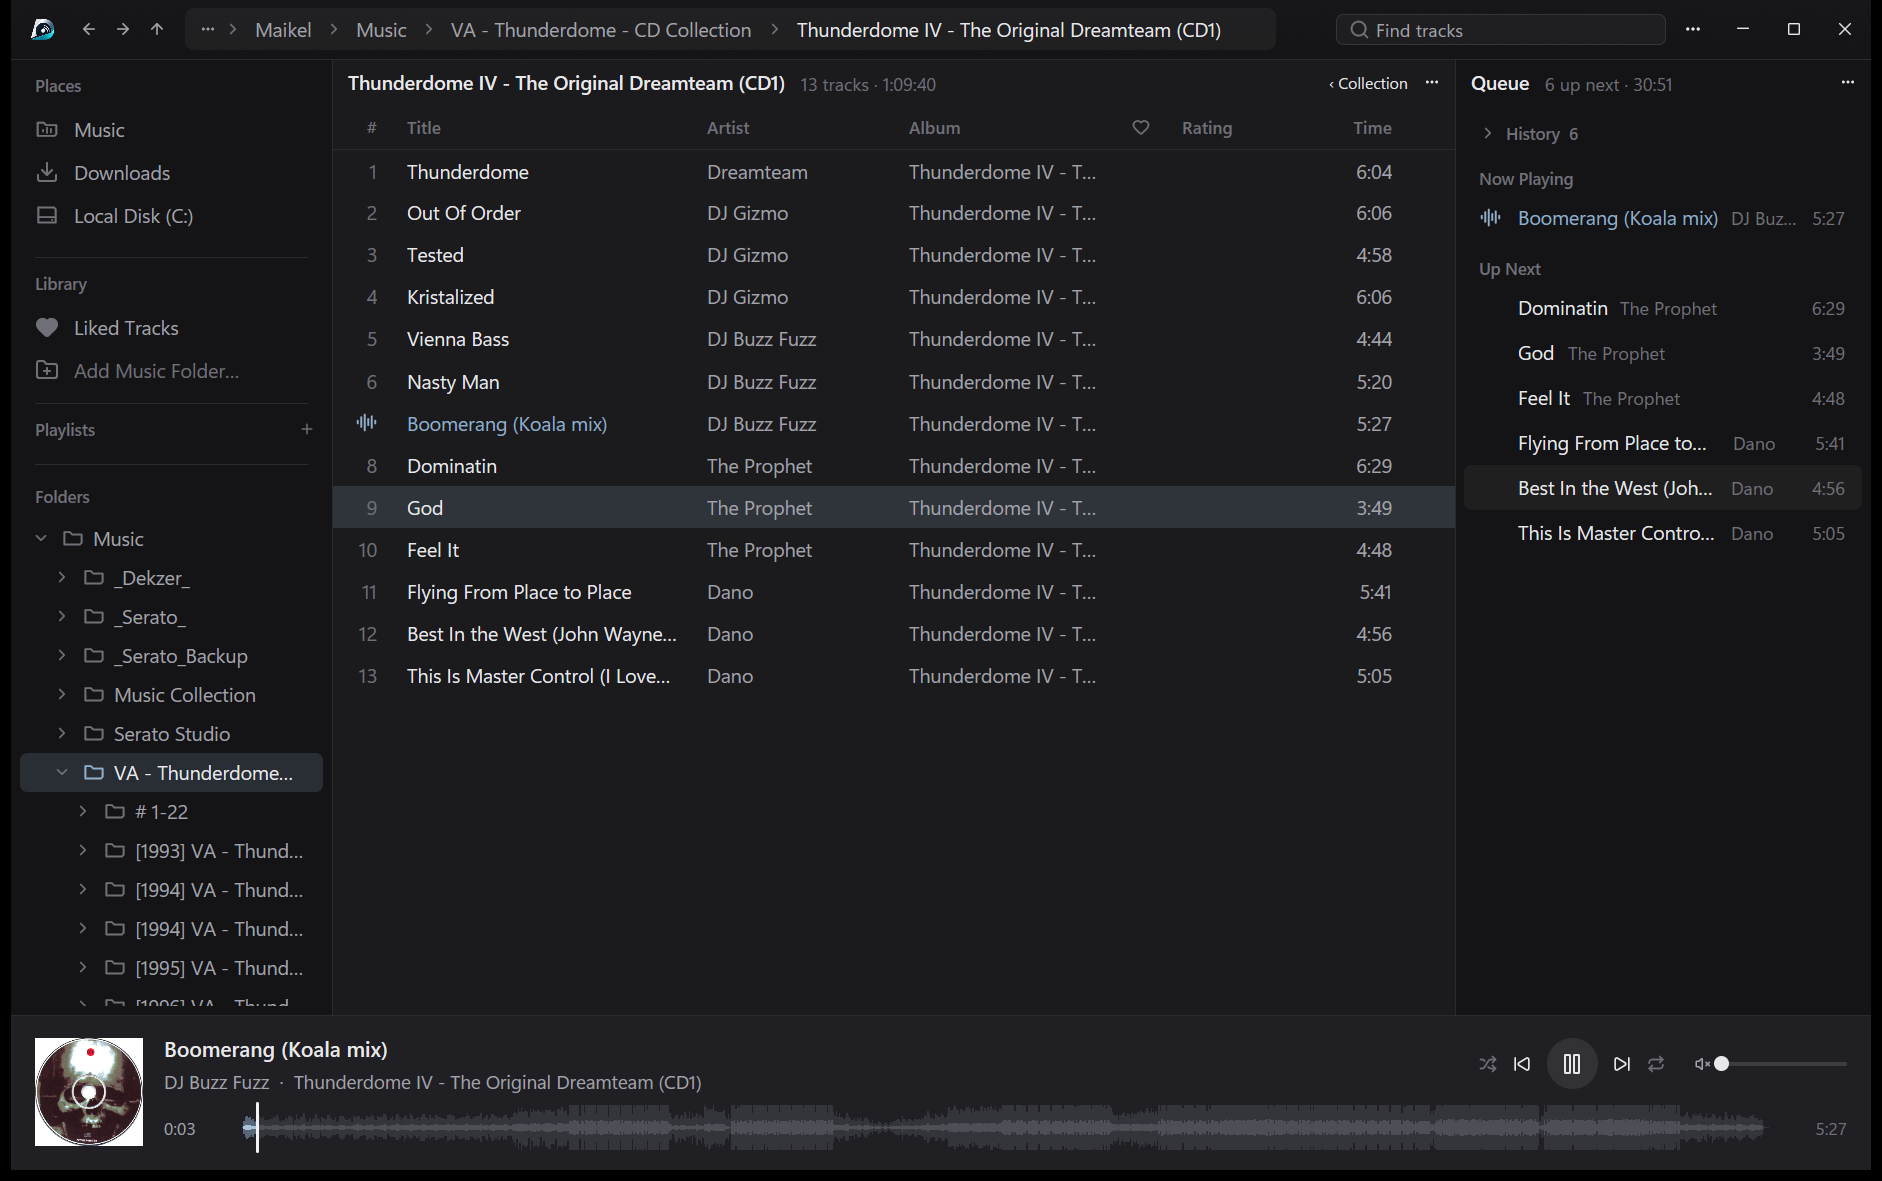 Maikel
Music
VA - Thunderdome - CD Collection
Thunderdome IV - The Original Dreamteam (CD1)
Find tracks
Places
Music
Downloads
Local Disk (C:)
Library
Liked Tracks
Add Music Folder...
Playlists
Folders
Music
_Dekzer_
_Serato_
_Serato_Backup
Music Collection
Serato Studio
VA - Thunderdome...
# 1-22
[1993] VA - Thund...
[1994] VA - Thund...
[1994] VA - Thund...
[1995] VA - Thund...
[1996] VA - Thund...
Thunderdome IV - The Original Dreamteam (CD1) 13 tracks · 1:09:40 ‹ Collection
# Title Artist Album Rating Time
1 Thunderdome Dreamteam Thunderdome IV - T... 6:04
2 Out Of Order DJ Gizmo Thunderdome IV - T... 6:06
3 Tested DJ Gizmo Thunderdome IV - T... 4:58
4 Kristalized DJ Gizmo Thunderdome IV - T... 6:06
5 Vienna Bass DJ Buzz Fuzz Thunderdome IV - T... 4:44
6 Nasty Man DJ Buzz Fuzz Thunderdome IV - T... 5:20
Boomerang (Koala mix) DJ Buzz Fuzz Thunderdome IV - T... 5:27
8 Dominatin The Prophet Thunderdome IV - T... 6:29
9 God The Prophet Thunderdome IV - T... 3:49
10 Feel It The Prophet Thunderdome IV - T... 4:48
11 Flying From Place to Place Dano Thunderdome IV - T... 5:41
12 Best In the West (John Wayne... Dano Thunderdome IV - T... 4:56
13 This Is Master Control (I Love... Dano Thunderdome IV - T... 5:05
Queue 6 up next · 30:51
History 6
Now Playing
Boomerang (Koala mix) DJ Buz... 5:27
Up Next
Dominatin The Prophet 6:29
God The Prophet 3:49
Feel It The Prophet 4:48
Flying From Place to... Dano 5:41
Best In the West (Joh... Dano 4:56
This Is Master Contro... Dano 5:05
Boomerang (Koala mix)
DJ Buzz Fuzz · Thunderdome IV - The Original Dreamteam (CD1)
0:03
5:27